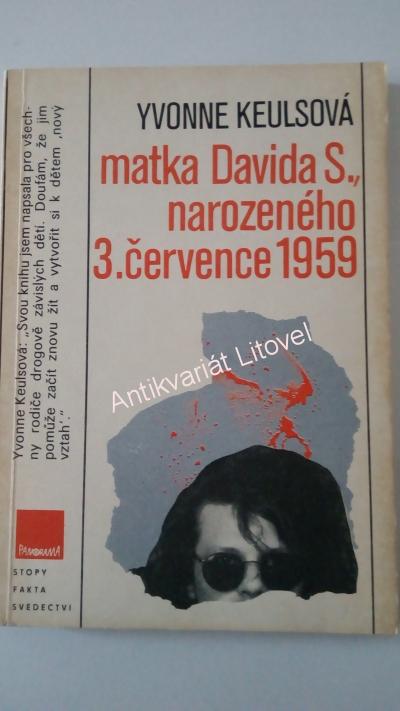 YVONNE KEULSOVÁ
matka Davida S.,
narozeného
3. července 1959
Yvonne Keulsová: „Svou knihu jsem napsala pro všech-
ny rodiče drogově závislých dětí. Doufám, že jim
pomůže začít znovu žít a vytvořit si k dětem ‚nový
vztah‘.“
Antikvariát Litovel
PANORAMA
STOPY
FAKTA
SVĚDECTVÍ